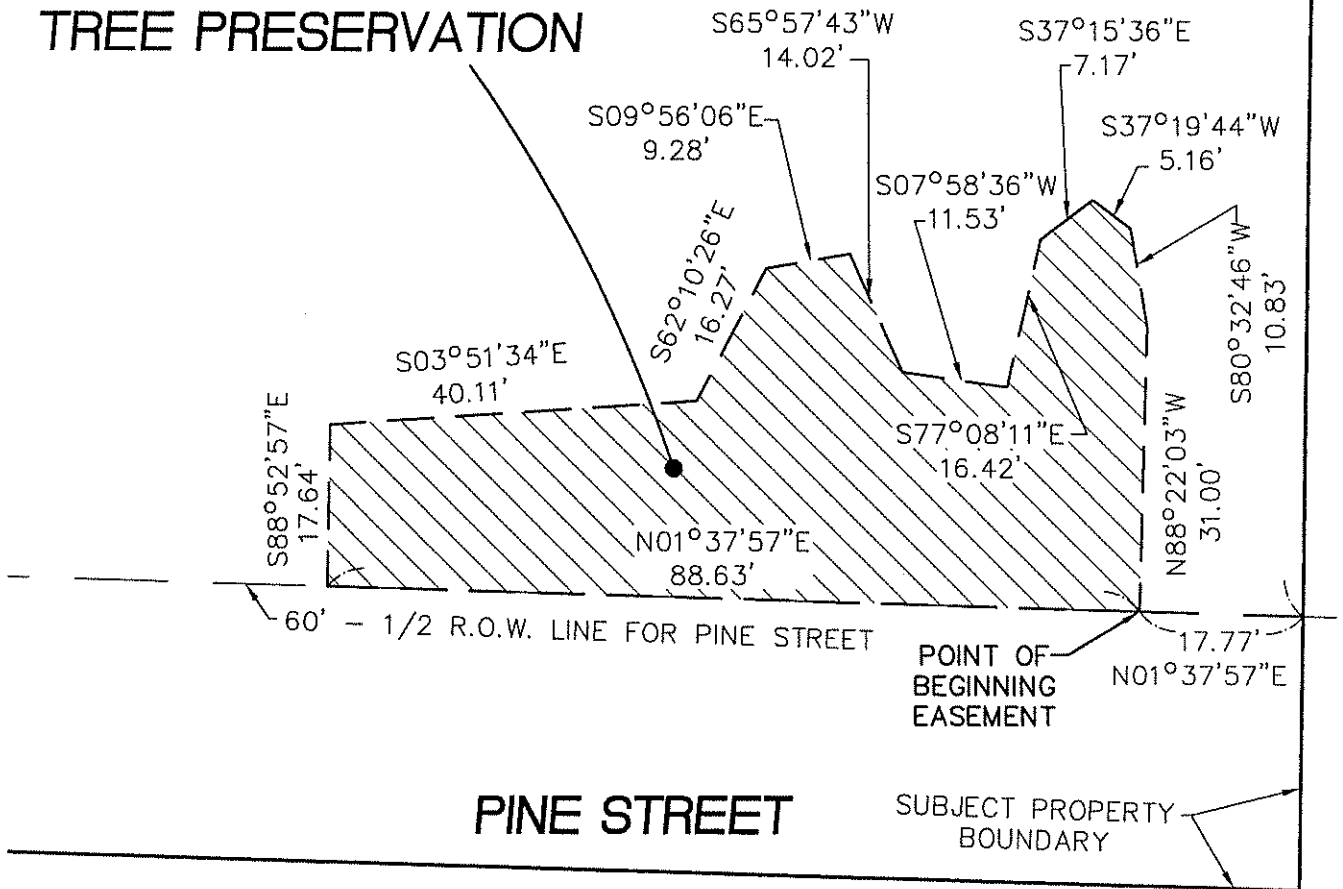 TREE PRESERVATION
S65°57'43"W
14.02'
S37°15'36"E
7.17'
S09°56'06"E
9.28'
S37°19'44"W
5.16'
S07°58'36"W
11.53'
S62°10'26"E
16.27'
S80°32'46"W
10.83'
S03°51'34"E
40.11'
S88°52'57"E
17.64'
S77°08'11"E
16.42'
N88°22'03"W
31.00'
N01°37'57"E
88.63'
60' - 1/2 R.O.W. LINE FOR PINE STREET
POINT OF
BEGINNING
EASEMENT
17.77'
N01°37'57"E
PINE STREET
SUBJECT PROPERTY
BOUNDARY